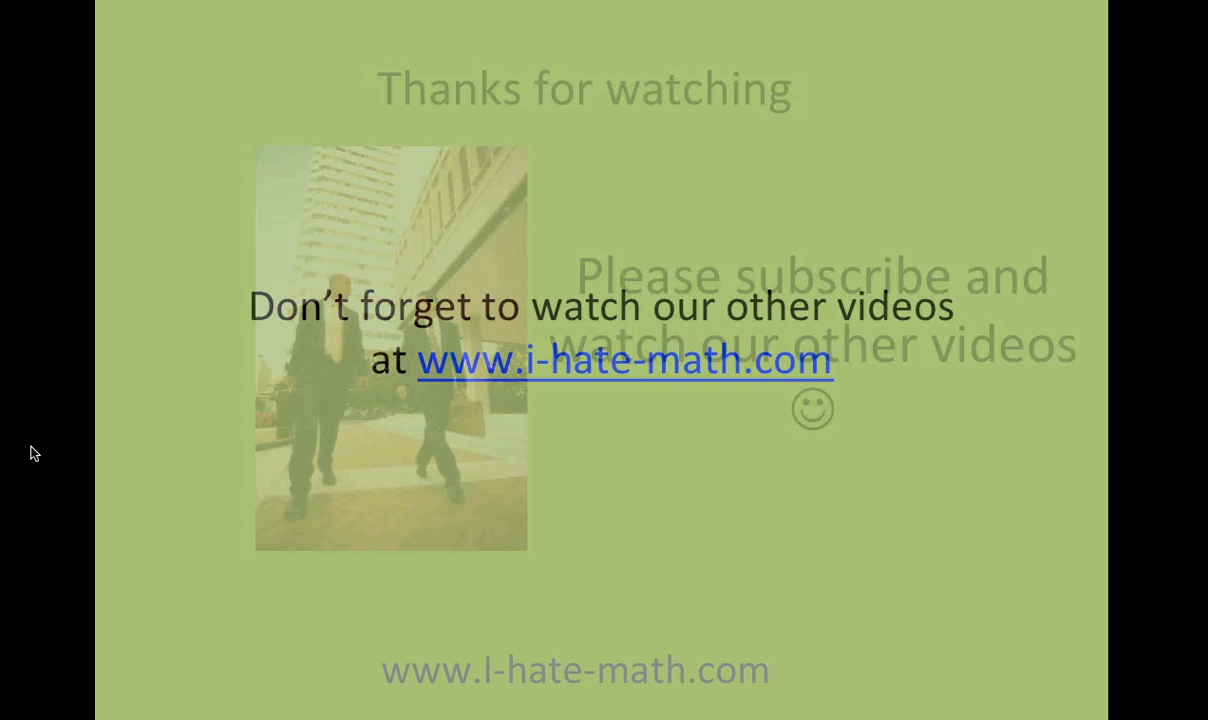 Thanks for watching
Please subscribe and
watch our other videos
☺
Don’t forget to watch our other videos
at www.i-hate-math.com
www.I-hate-math.com